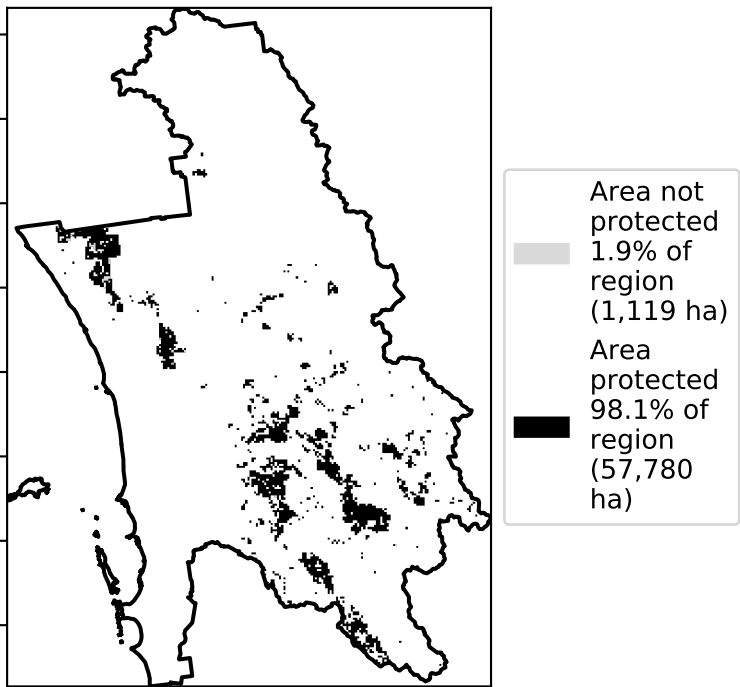 Area not
protected
1.9% of
region
(1,119 ha)
Area
protected
98.1% of
region
(57,780
ha)